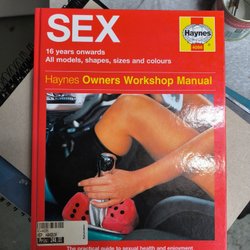 SEX
16 years onwards
All models, shapes, sizes and colours
Haynes
Haynes Owners Workshop Manual
The practical guide to sexual health and enjoyment